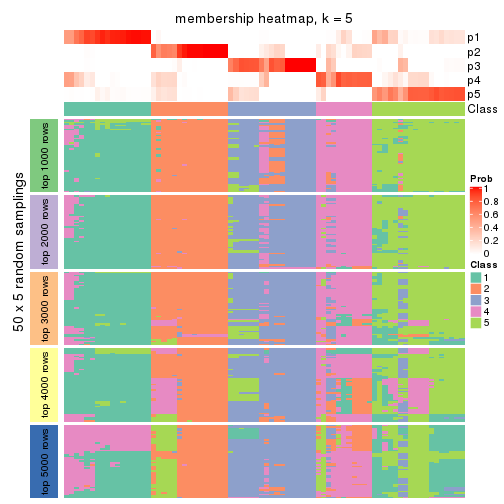 membership heatmap, k = 5
p1
p2
p3
p4
p5
Class
50 x 5 random samplings
top 1000 rows
top 2000 rows
top 3000 rows
top 4000 rows
top 5000 rows
Prob
1
0.8
0.6
0.4
0.2
0
Class
1
2
3
4
5